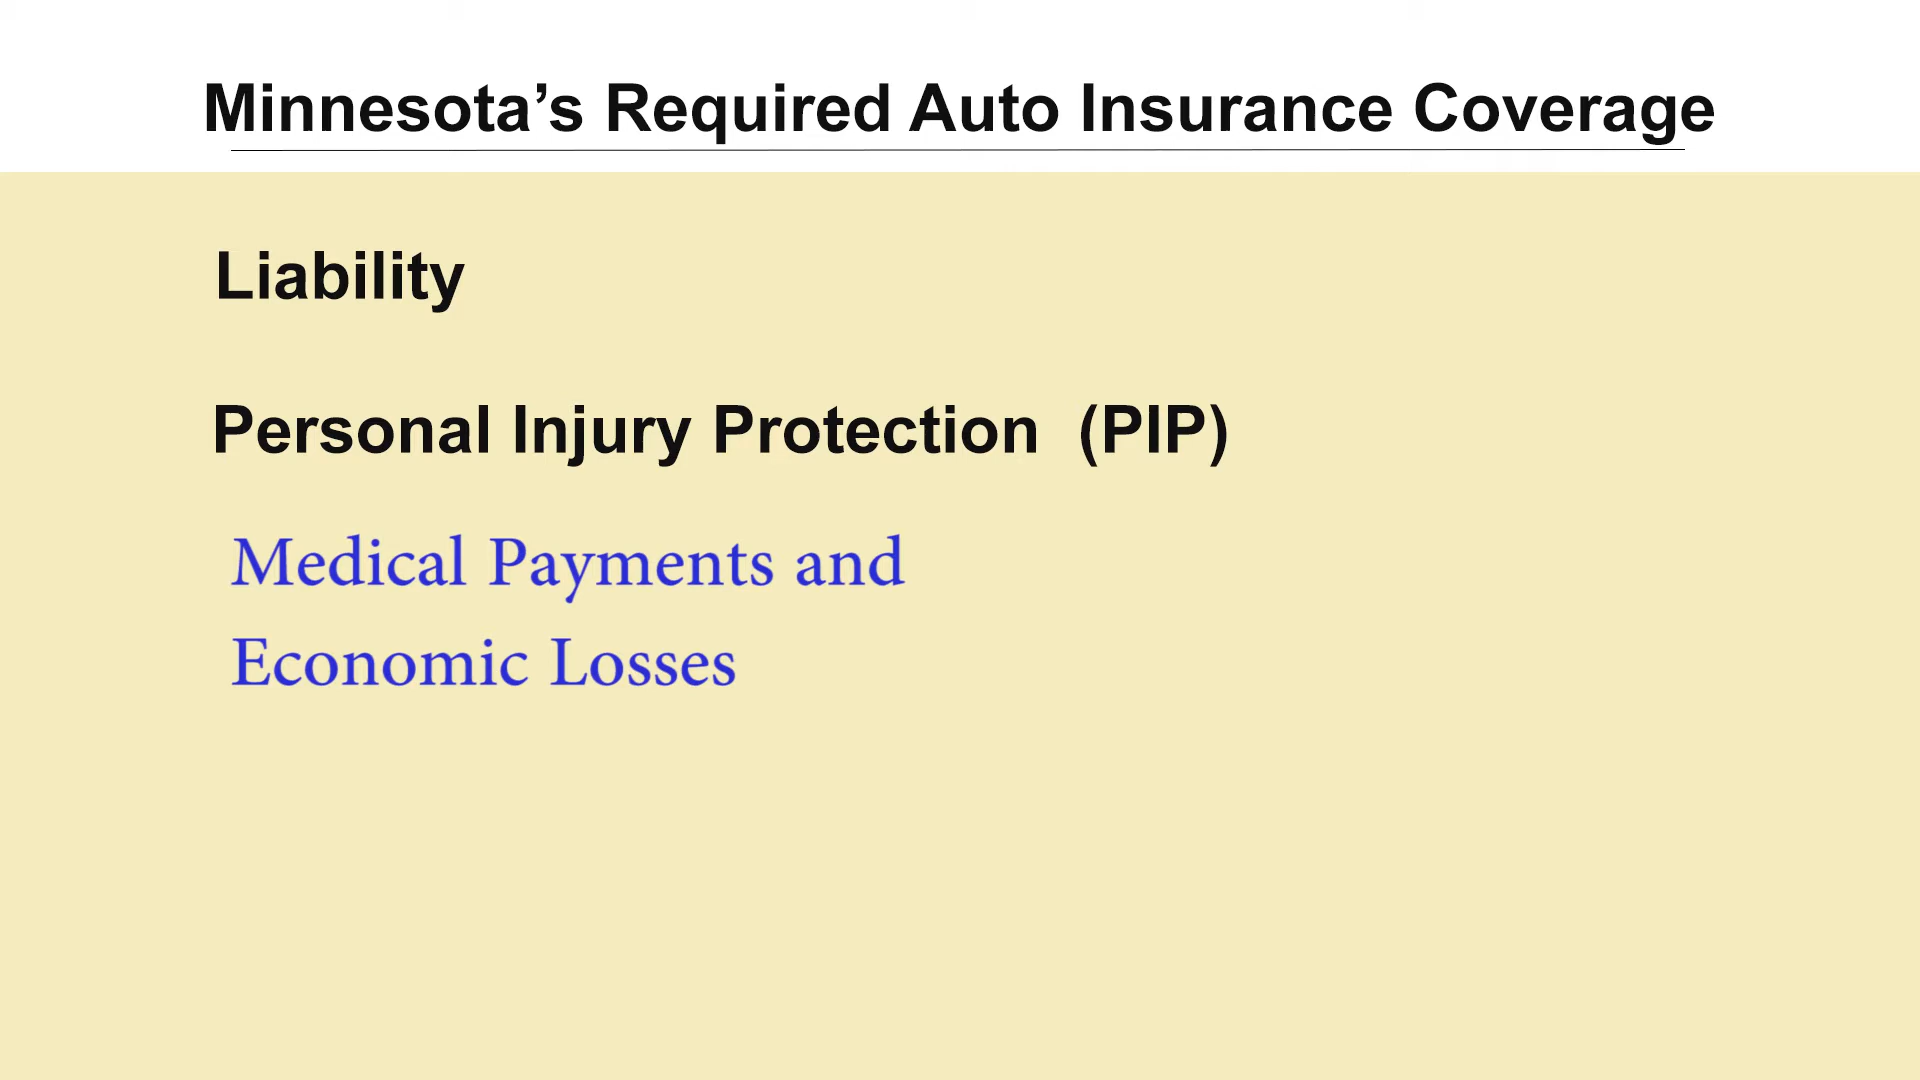 Minnesota’s Required Auto Insurance Coverage
Liability
Personal Injury Protection (PIP)
Medical Payments and
Economic Losses